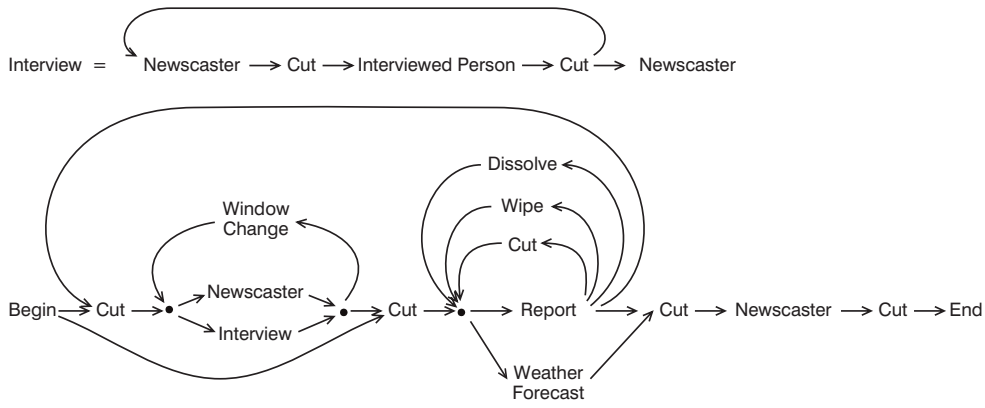 Interview = Newscaster Cut Interviewed Person Cut Newscaster
Dissolve
Wipe
Cut
Window
Change
Newscaster
Begin Cut Cut Report Cut Newscaster Cut End
Interview
Weather
Forecast